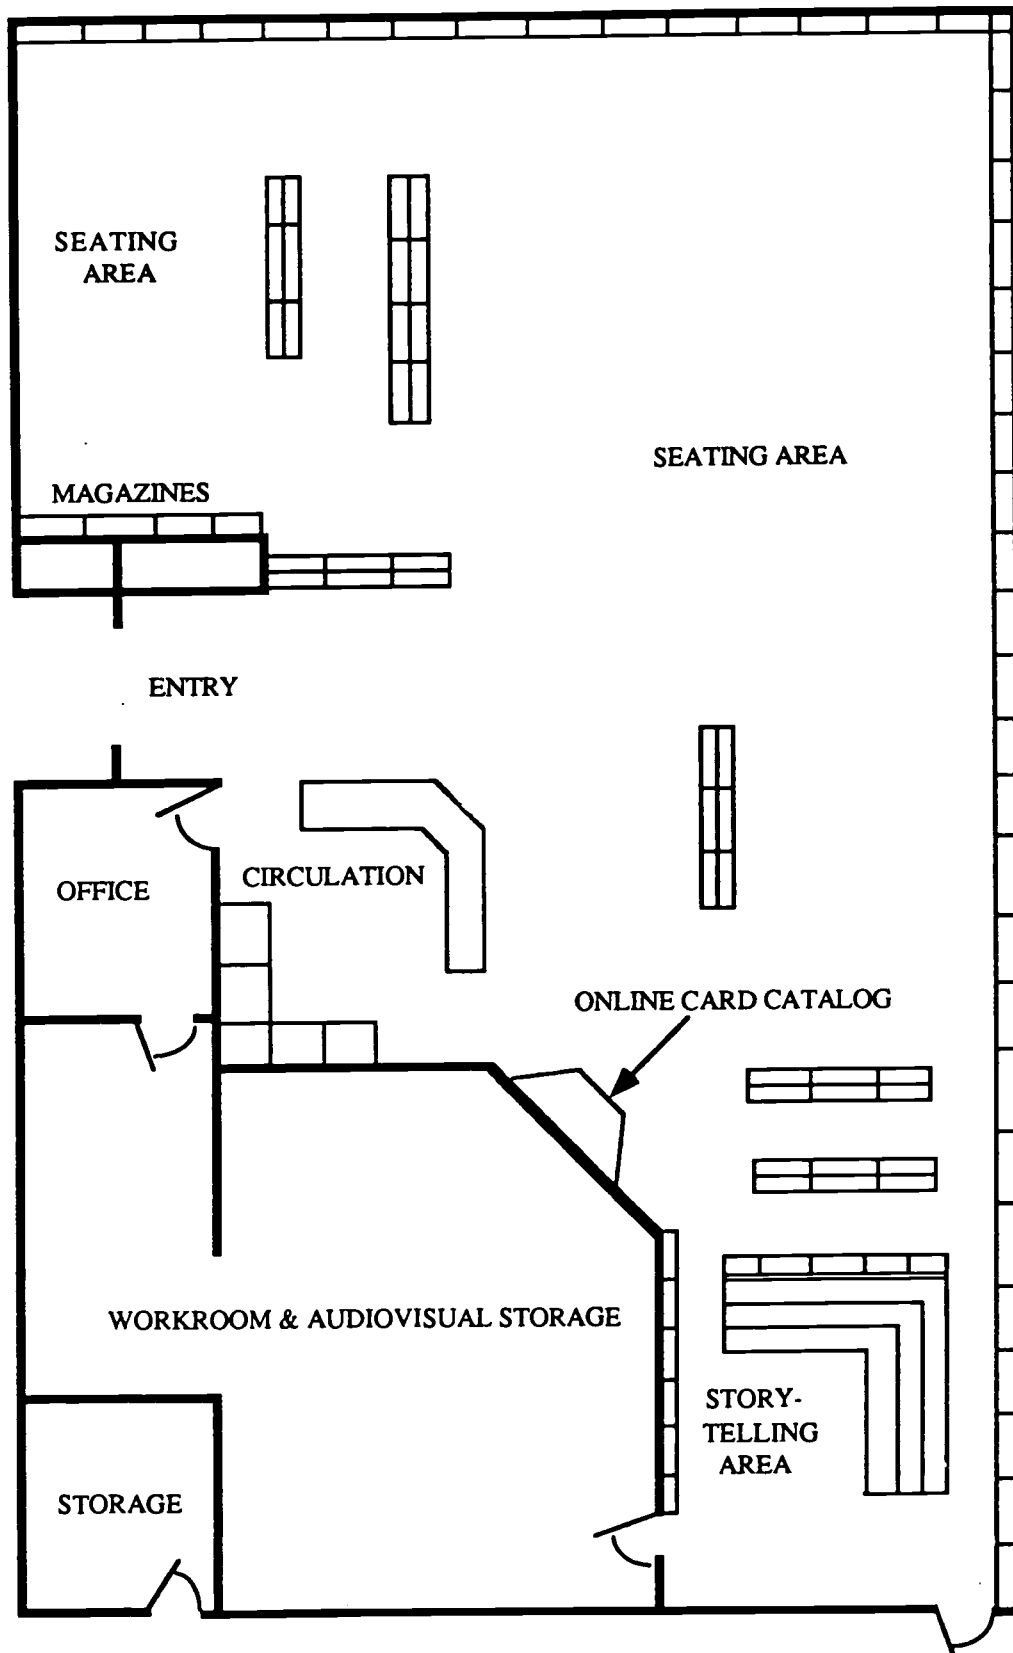 SEATING
AREA
SEATING AREA
MAGAZINES
ENTRY
OFFICE
CIRCULATION
ONLINE CARD CATALOG
WORKROOM & AUDIOVISUAL STORAGE
STORY-
TELLING
AREA
STORAGE